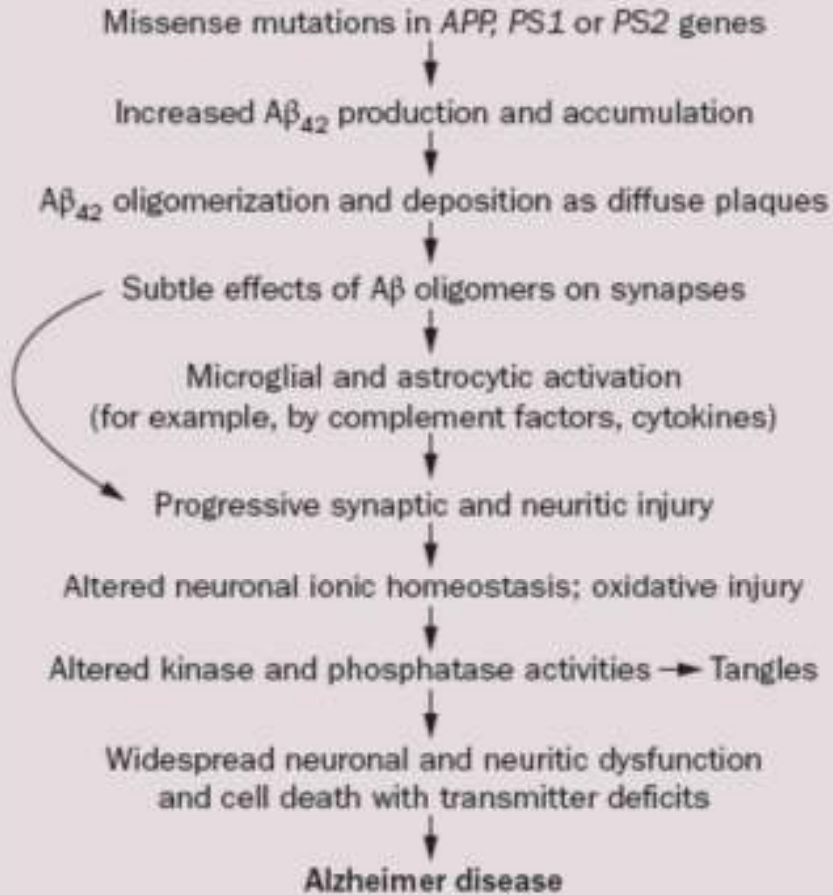 Missense mutations in APP, PS1 or PS2 genes
Increased Aβ₄₂ production and accumulation
Aβ₄₂ oligomerization and deposition as diffuse plaques
Subtle effects of Aβ oligomers on synapses
Microglial and astrocytic activation
(for example, by complement factors, cytokines)
Progressive synaptic and neuritic injury
Altered neuronal ionic homeostasis; oxidative injury
Altered kinase and phosphatase activities → Tangles
Widespread neuronal and neuritic dysfunction
and cell death with transmitter deficits
Alzheimer disease